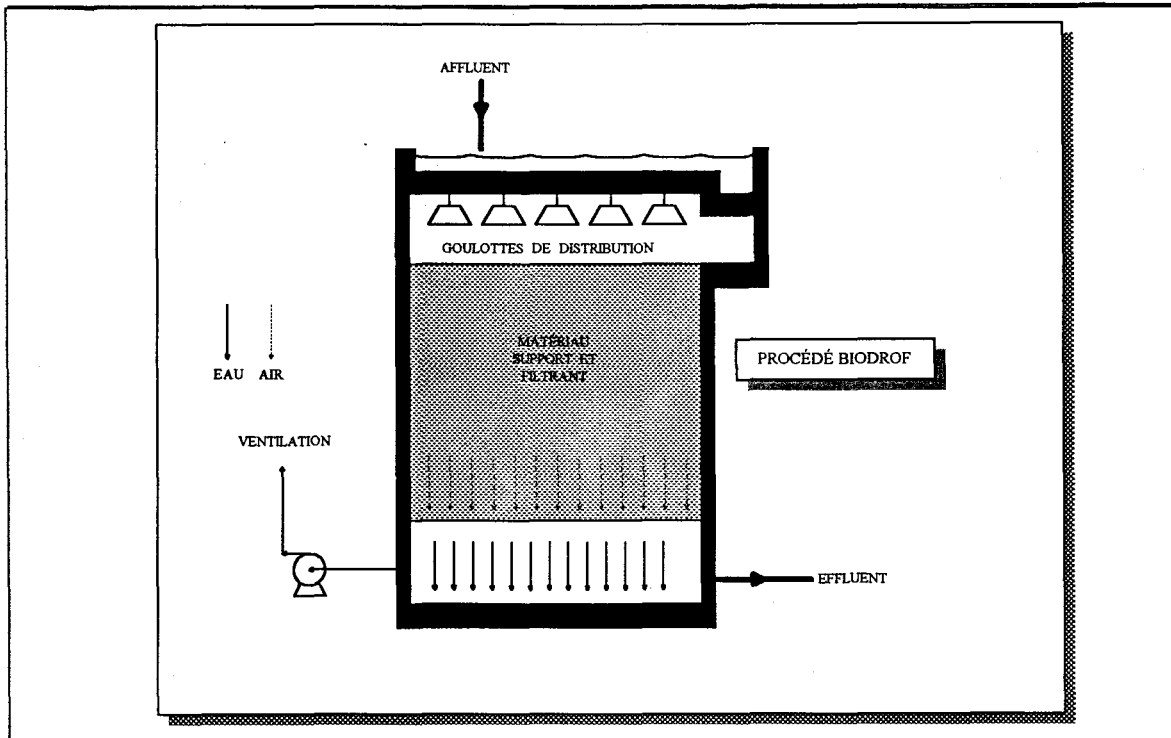 AFFLUENT
GOULOTTES DE DISTRIBUTION
MATÉRIAU
SUPPORT ET
FILTRANT
PROCÉDÉ BIODROF
EAU AIR
VENTILATION
EFFLUENT